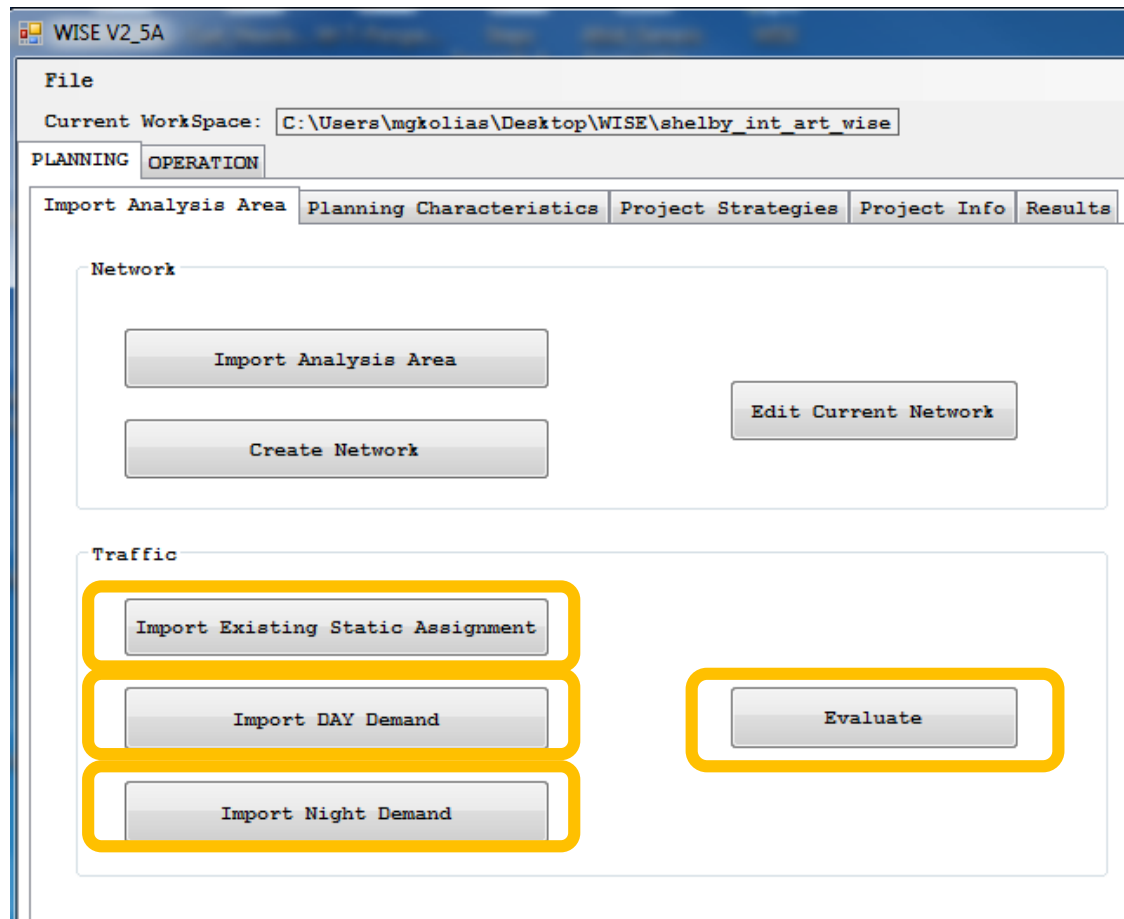 WISE V2_5A
File
Current WorkSpace: C:\Users\mgkolias\Desktop\WISE\shelby_int_art_wise
PLANNING OPERATION
Import Analysis Area Planning Characteristics Project Strategies Project Info Results
Network
Import Analysis Area
Edit Current Network
Create Network
Traffic
Import Existing Static Assignment
Import DAY Demand
Evaluate
Import Night Demand